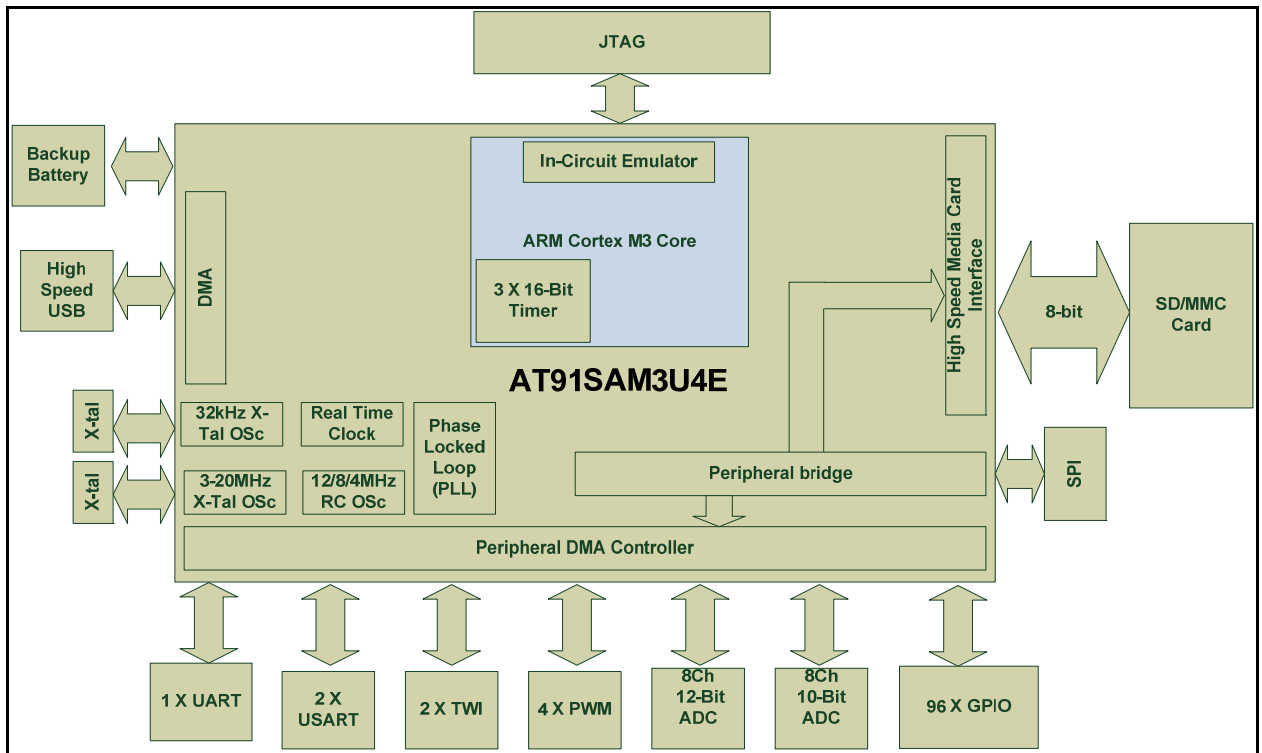 JTAG
Backup
Battery
In-Circuit Emulator
ARM Cortex M3 Core
High
Speed
USB
DMA
3 X 16-Bit
Timer
High Speed Media Card
Interface
8-bit
SD/MMC
Card
AT91SAM3U4E
X-tal
32kHz X-
Tal OSc
Real Time
Clock
Phase
Locked
Loop
(PLL)
X-tal
3-20MHz
X-Tal OSc
12/8/4MHz
RC OSc
Peripheral bridge
SPI
Peripheral DMA Controller
1 X UART
2 X
USART
2 X TWI
4 X PWM
8Ch
12-Bit
ADC
8Ch
10-Bit
ADC
96 X GPIO